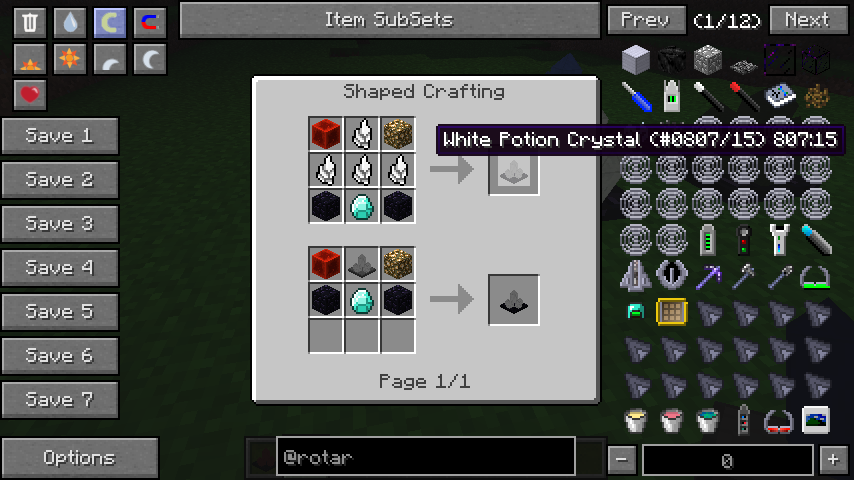 Item SubSets
Prev (1/12) Next
Shaped Crafting
White Potion Crystal (#0807/15) 807:15
Save 1
Save 2
Save 3
Save 4
Save 5
Save 6
Save 7
Page 1/1
Options
@rotar
- 0 +